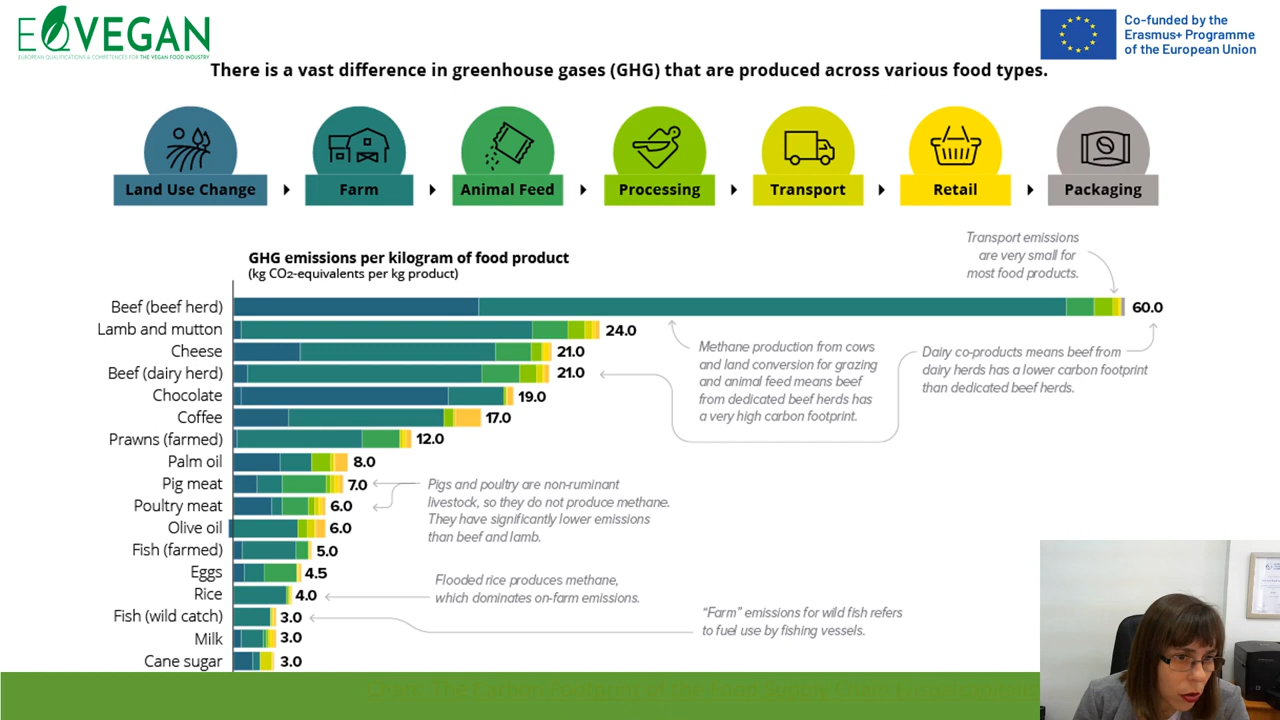 EQVEGAN
EUROPEAN QUALIFICATIONS & COMPETENCES FOR THE VEGAN FOOD INDUSTRY
Co-funded by the
Erasmus+ Programme
of the European Union
There is a vast difference in greenhouse gases (GHG) that are produced across various food types.
Land Use Change
Farm
Animal Feed
Processing
Transport
Retail
Packaging
GHG emissions per kilogram of food product
(kg CO2-equivalents per kg product)
Transport emissions
are very small for
most food products.
Beef (beef herd) 60.0
Lamb and mutton 24.0
Cheese 21.0
Beef (dairy herd) 21.0
Chocolate 19.0
Coffee 17.0
Prawns (farmed) 12.0
Palm oil 8.0
Pig meat 7.0
Poultry meat 6.0
Olive oil 6.0
Fish (farmed) 5.0
Eggs 4.5
Rice 4.0
Fish (wild catch) 3.0
Milk 3.0
Cane sugar 3.0
Methane production from cows
and land conversion for grazing
and animal feed means beef
from dedicated beef herds has
a very high carbon footprint.
Dairy co-products means beef from
dairy herds has a lower carbon footprint
than dedicated beef herds.
Pigs and poultry are non-ruminant
livestock, so they do not produce methane.
They have significantly lower emissions
than beef and lamb.
Flooded rice produces methane,
which dominates on-farm emissions.
“Farm” emissions for wild fish refers
to fuel use by fishing vessels.
Chart: The Carbon Footprint of the Food Supply Chain